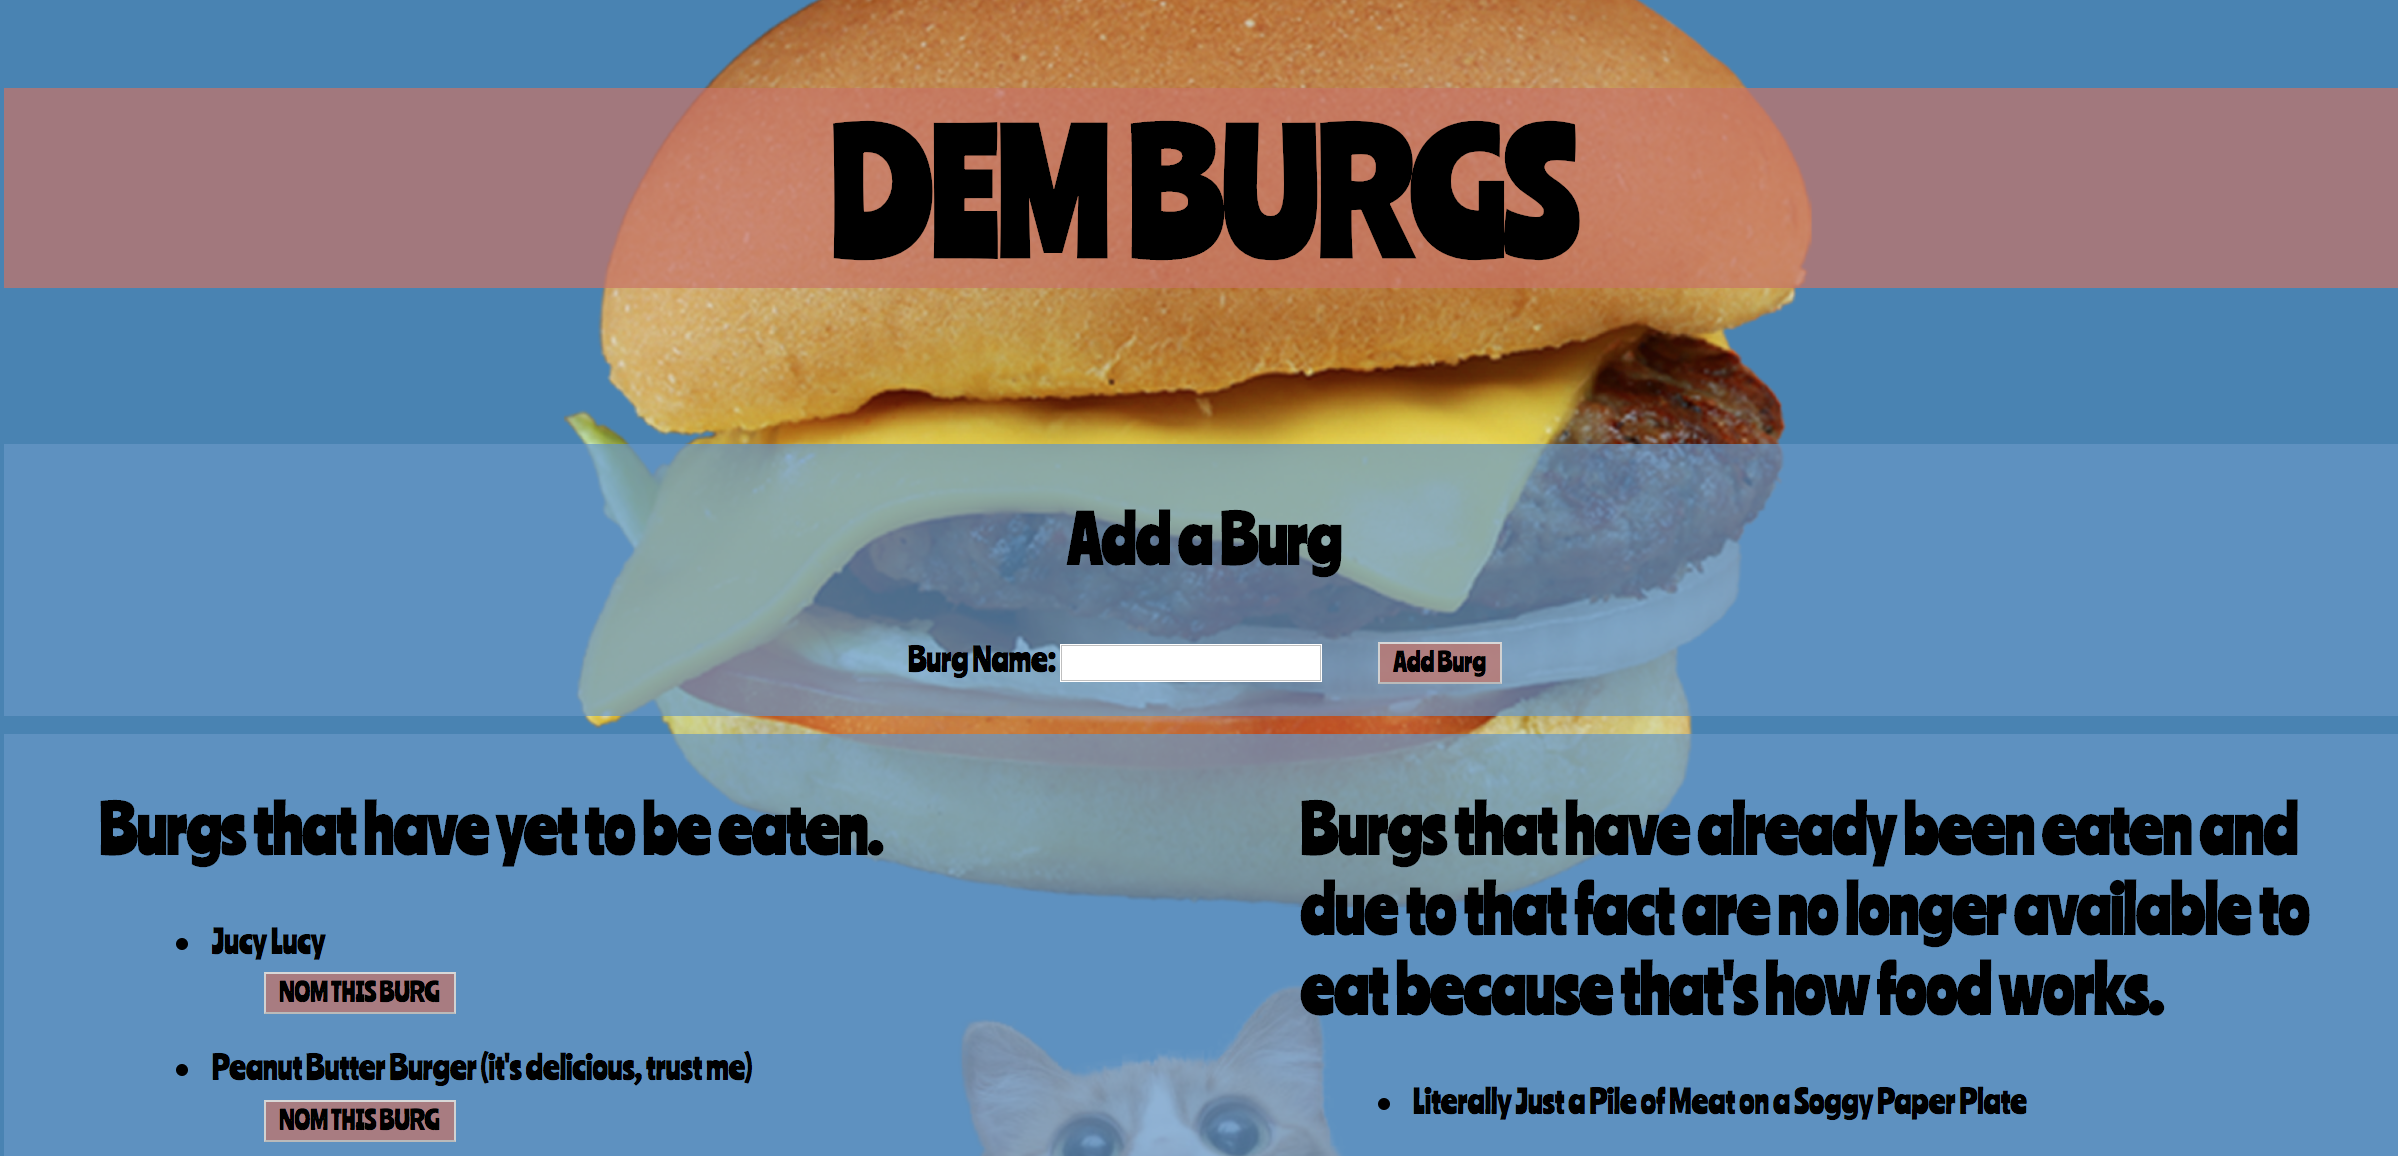 DEM BURGS
Add a Burg
Burg Name:
Add Burg
Burgs that have yet to be eaten.
Jucy Lucy
NOM THIS BURG
Peanut Butter Burger (it's delicious, trust me)
NOM THIS BURG
Burgs that have already been eaten and
due to that fact are no longer available to
eat because that's how food works.
Literally Just a Pile of Meat on a Soggy Paper Plate